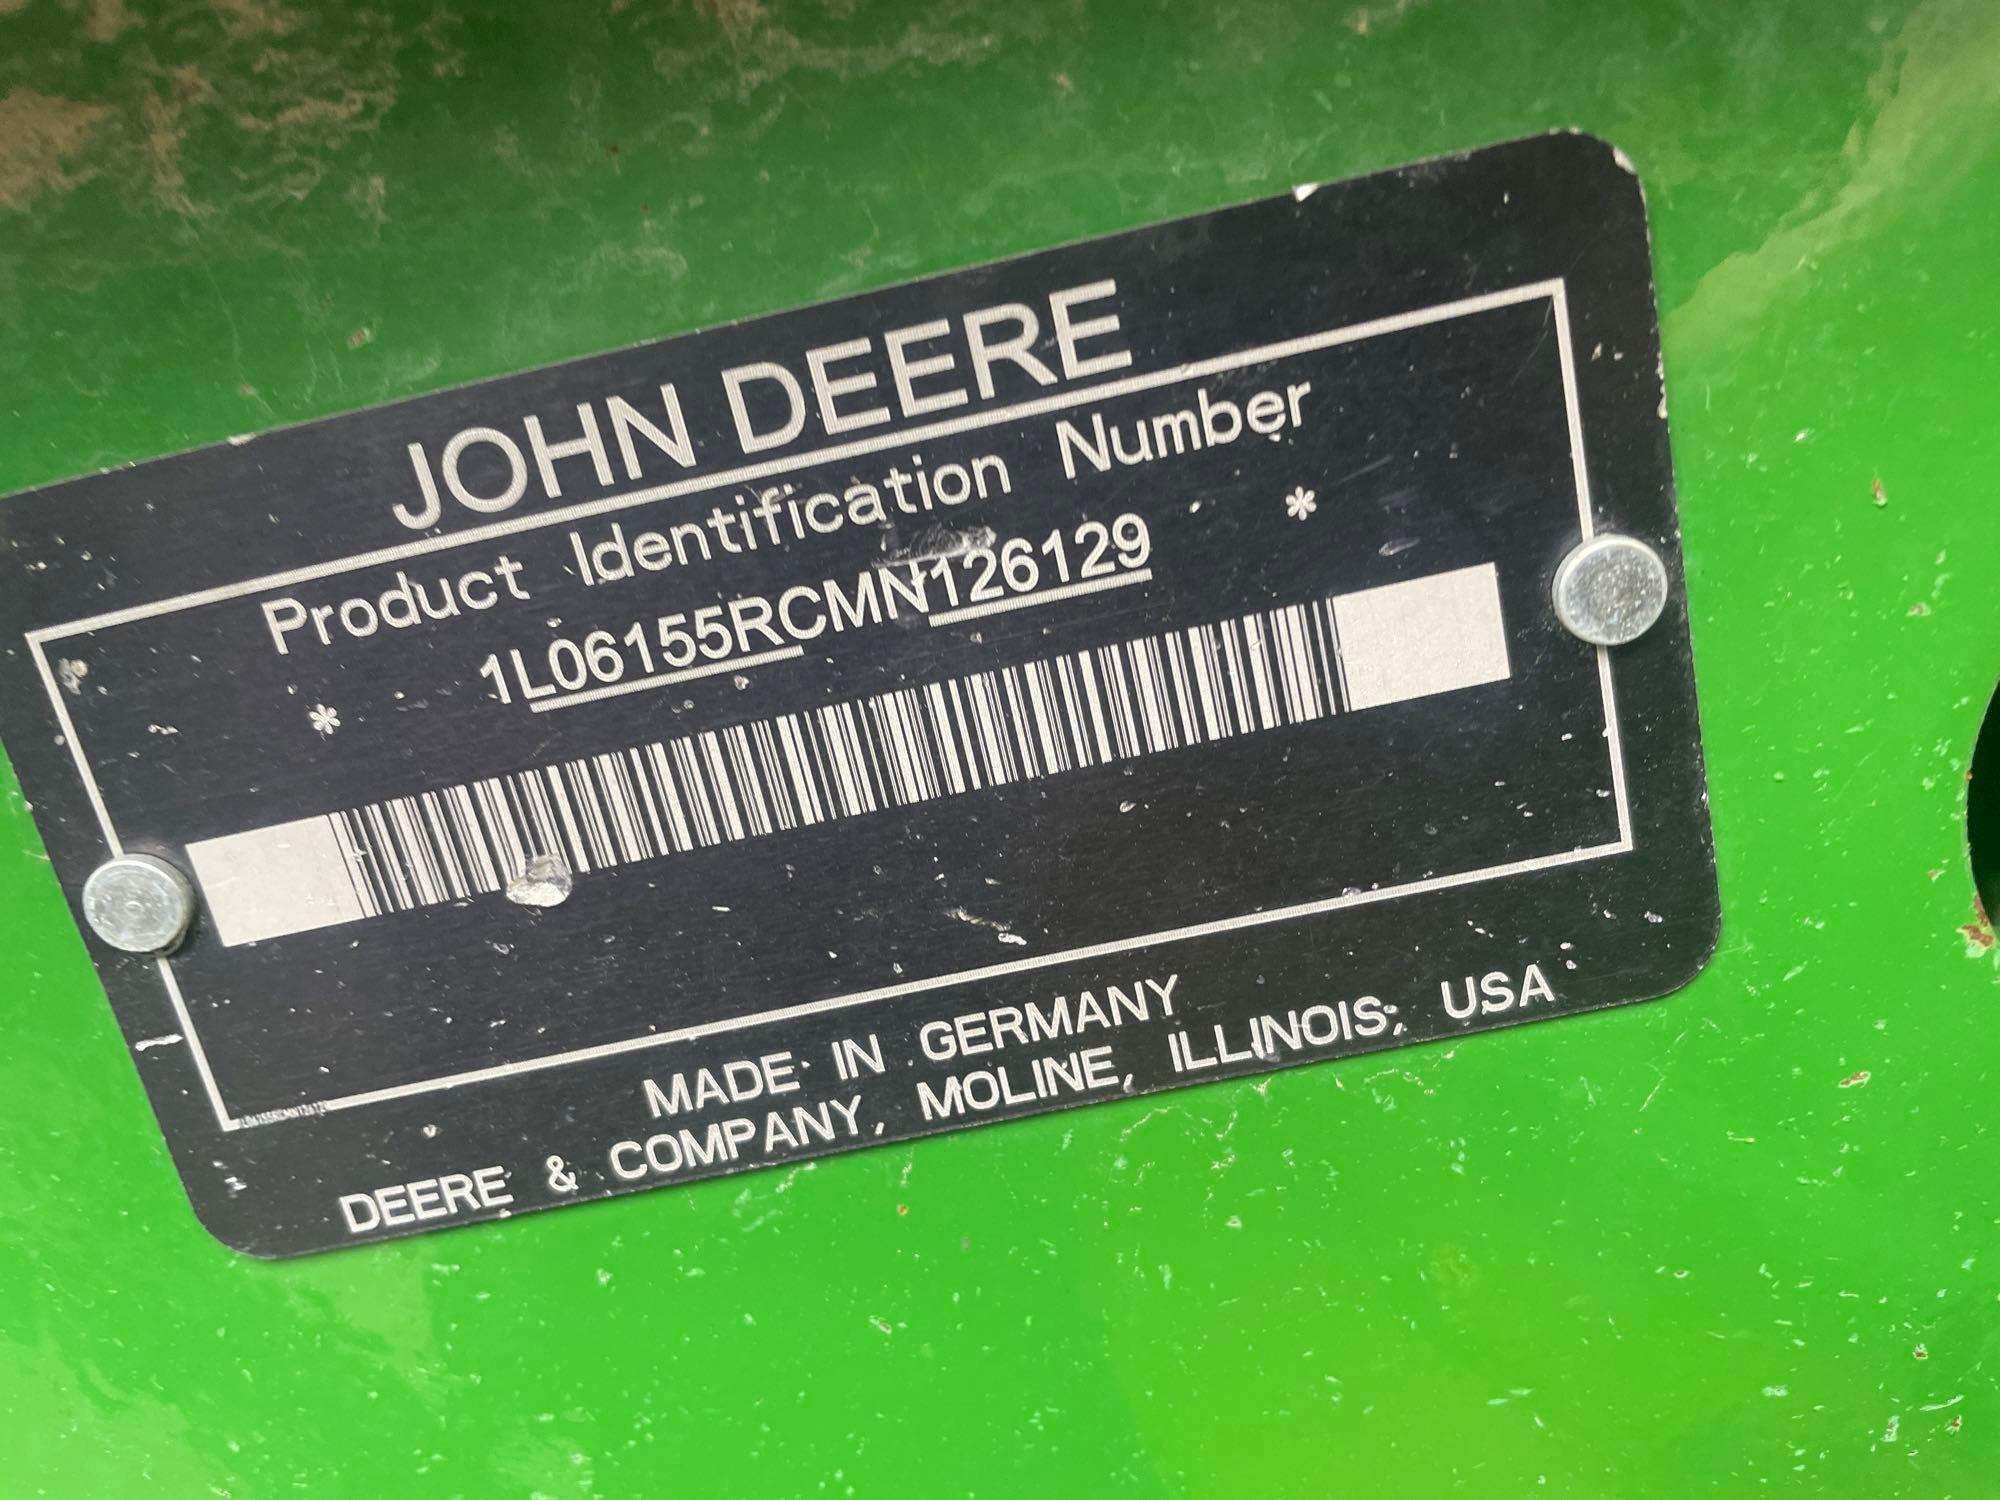 JOHN DEERE
Product Identification Number
* 1L06155RCMN126129 *
MADE IN GERMANY
DEERE & COMPANY, MOLINE, ILLINOIS, USA